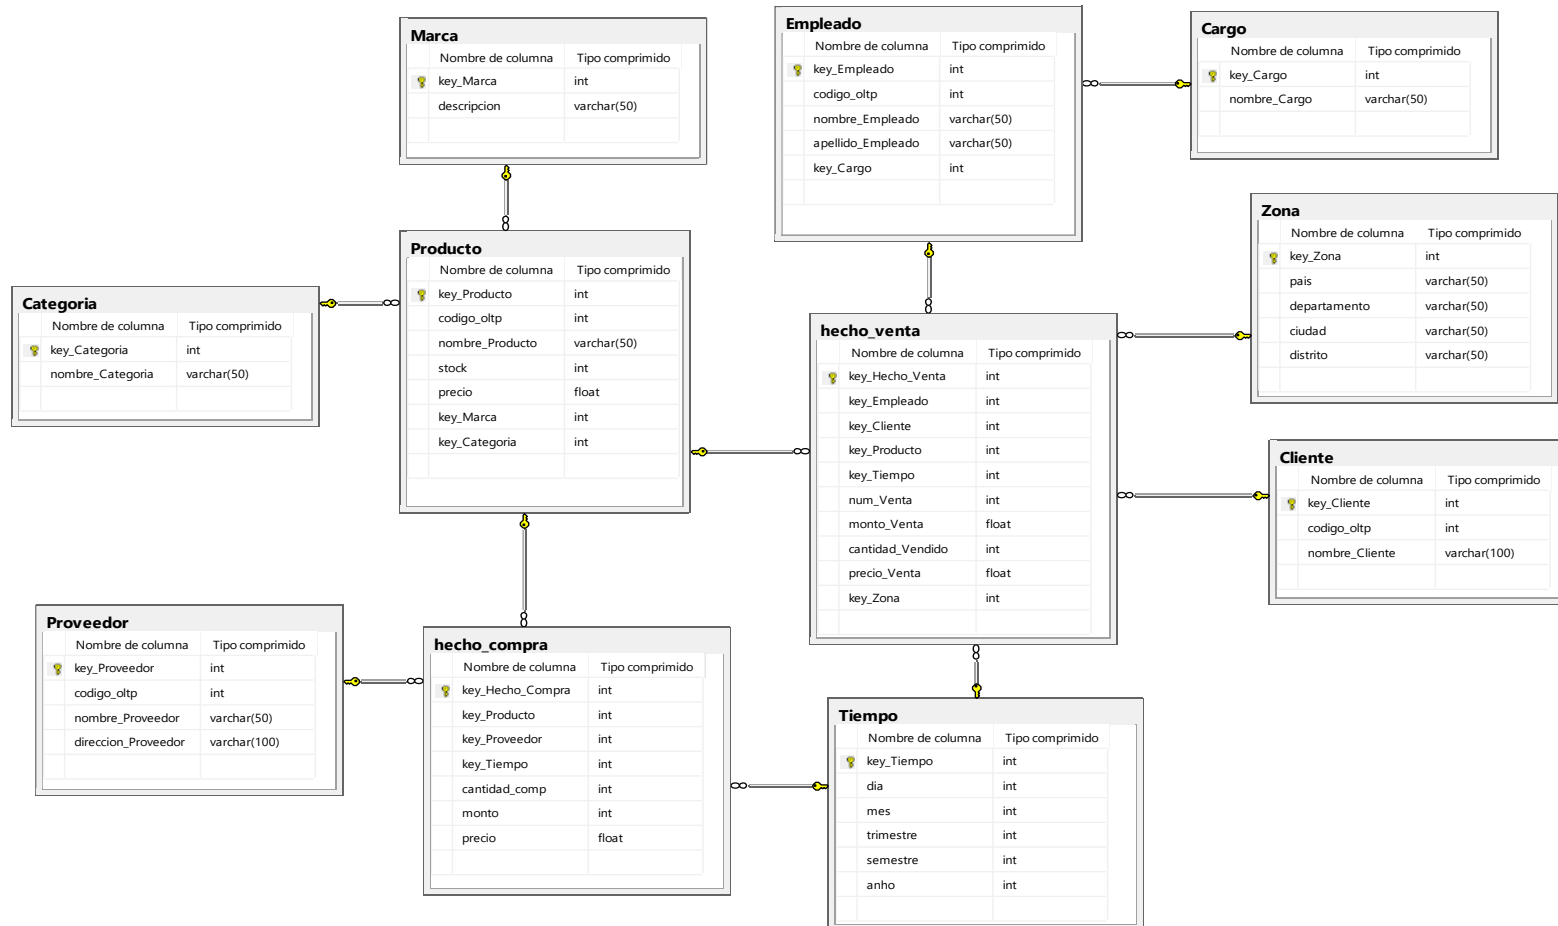 Marca
Nombre de columna Tipo comprimido
key_Marca int
descripcion varchar(50)
Empleado
Nombre de columna Tipo comprimido
key_Empleado int
codigo_oltp int
nombre_Empleado varchar(50)
apellido_Empleado varchar(50)
key_Cargo int
Cargo
Nombre de columna Tipo comprimido
key_Cargo int
nombre_Cargo varchar(50)
Zona
Nombre de columna Tipo comprimido
key_Zona int
pais varchar(50)
departamento varchar(50)
ciudad varchar(50)
distrito varchar(50)
Categoria
Nombre de columna Tipo comprimido
key_Categoria int
nombre_Categoria varchar(50)
Producto
Nombre de columna Tipo comprimido
key_Producto int
codigo_oltp int
nombre_Producto varchar(50)
stock int
precio float
key_Marca int
key_Categoria int
hecho_venta
Nombre de columna Tipo comprimido
key_Hecho_Venta int
key_Empleado int
key_Cliente int
key_Producto int
key_Tiempo int
num_Venta int
monto_Venta float
cantidad_Vendido int
precio_Venta float
key_Zona int
Cliente
Nombre de columna Tipo comprimido
key_Cliente int
codigo_oltp int
nombre_Cliente varchar(100)
Proveedor
Nombre de columna Tipo comprimido
key_Proveedor int
codigo_oltp int
nombre_Proveedor varchar(50)
direccion_Proveedor varchar(100)
hecho_compra
Nombre de columna Tipo comprimido
key_Hecho_Compra int
key_Producto int
key_Proveedor int
key_Tiempo int
cantidad_comp int
monto int
precio float
Tiempo
Nombre de columna Tipo comprimido
key_Tiempo int
dia int
mes int
trimestre int
semestre int
anho int